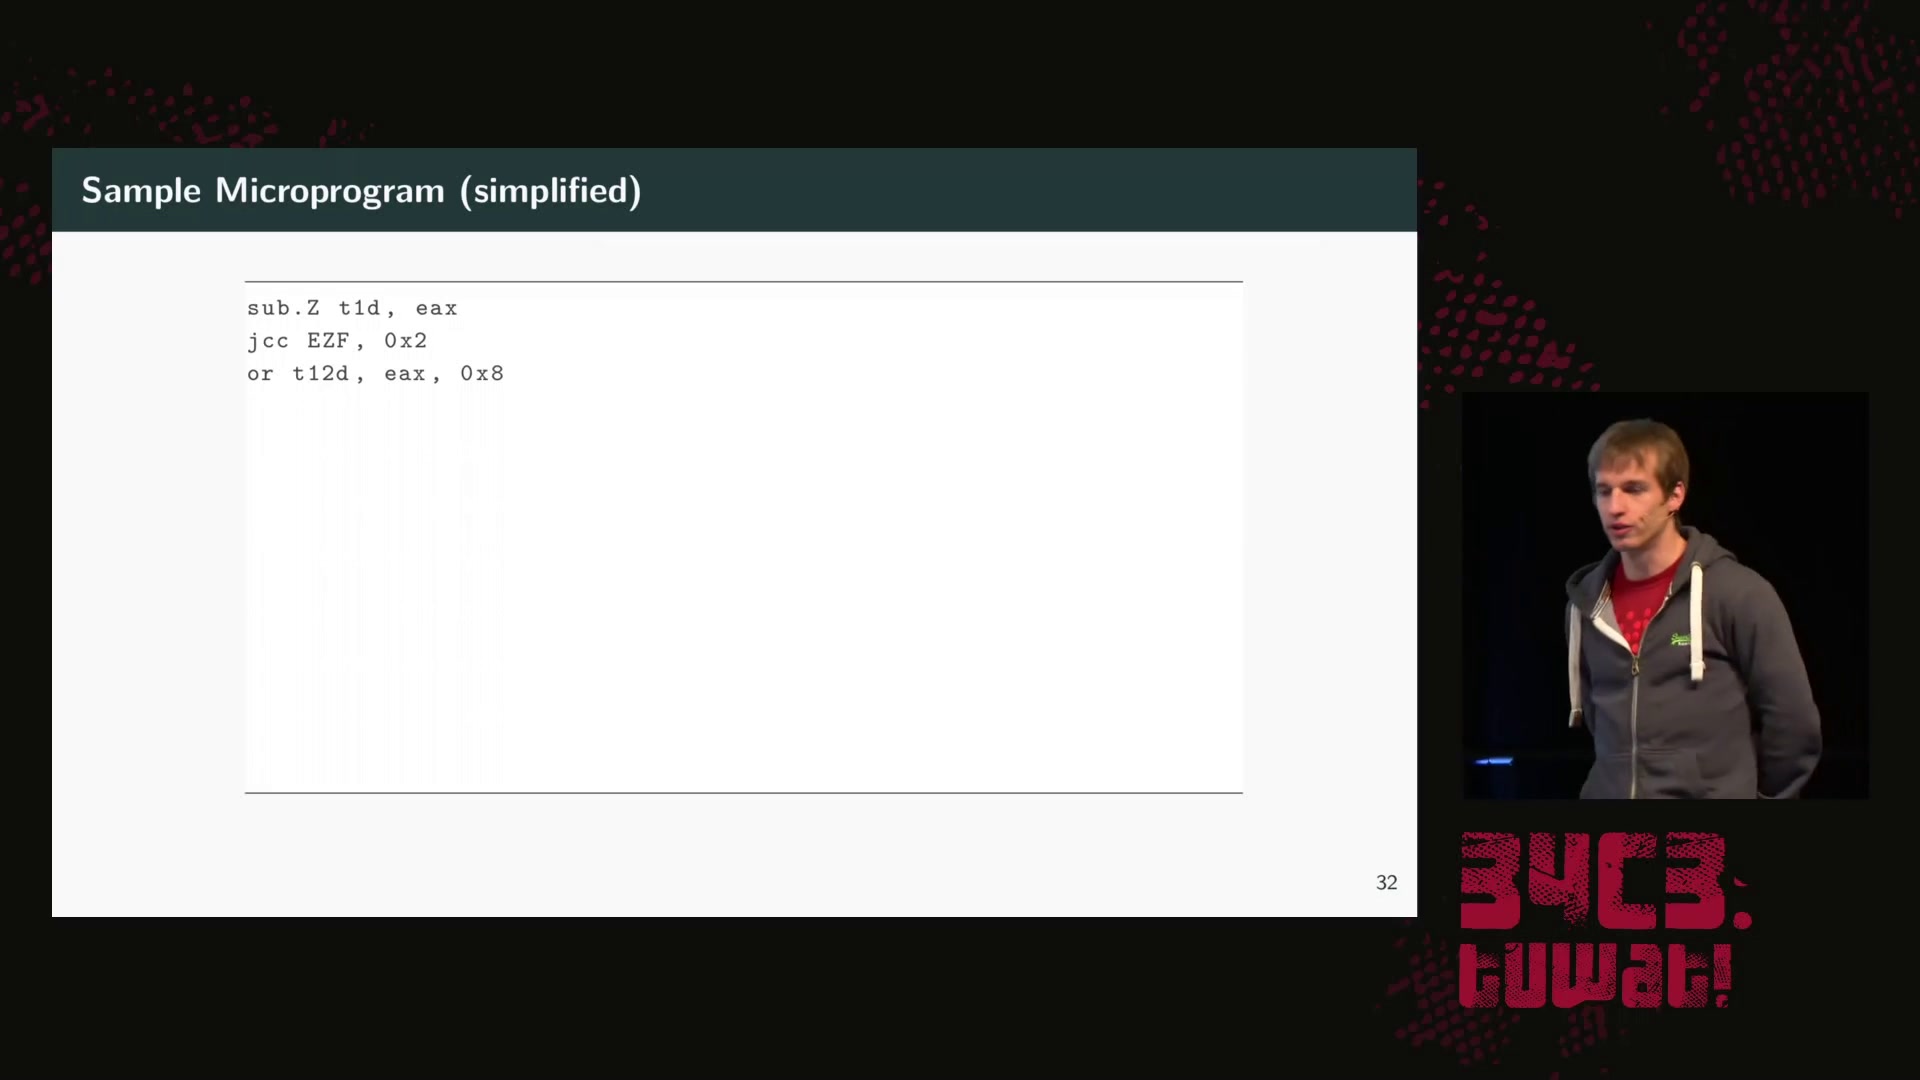 Sample Microprogram (simplified)
sub.Z t1d, eax
jcc EZF, 0x2
or t12d, eax, 0x8
32
34C3.
tuwat!